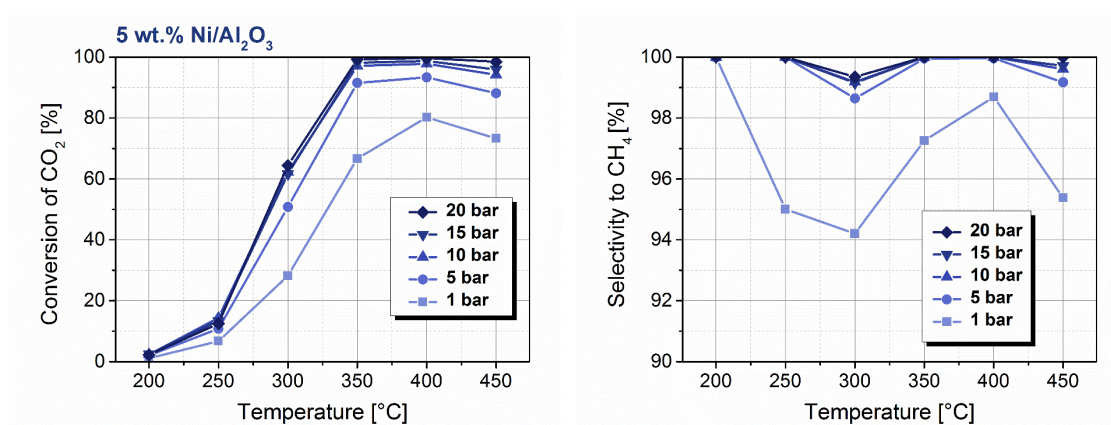 5 wt.% Ni/Al₂O₃
Conversion of CO₂ [%]
100
80
60
40
20
0
200 250 300 350 400 450
Temperature [°C]
20 bar
15 bar
10 bar
5 bar
1 bar
Selectivity to CH₄ [%]
100
98
96
94
92
90
200 250 300 350 400 450
Temperature [°C]
20 bar
15 bar
10 bar
5 bar
1 bar